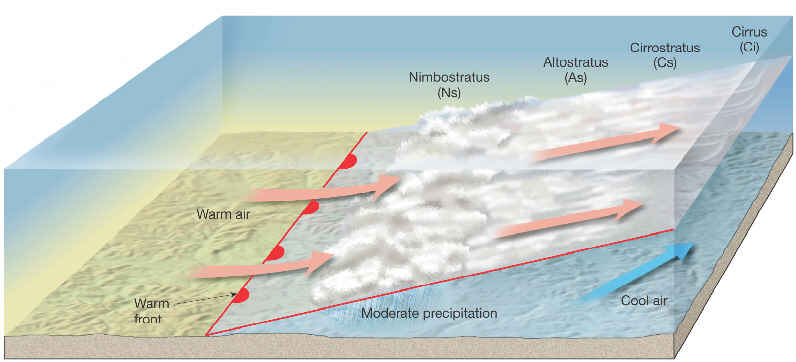 Cirrus
(Ci)
Cirrostratus
(Cs)
Altostratus
(As)
Nimbostratus
(Ns)
Warm air
Warm
front
Moderate precipitation
Cool air